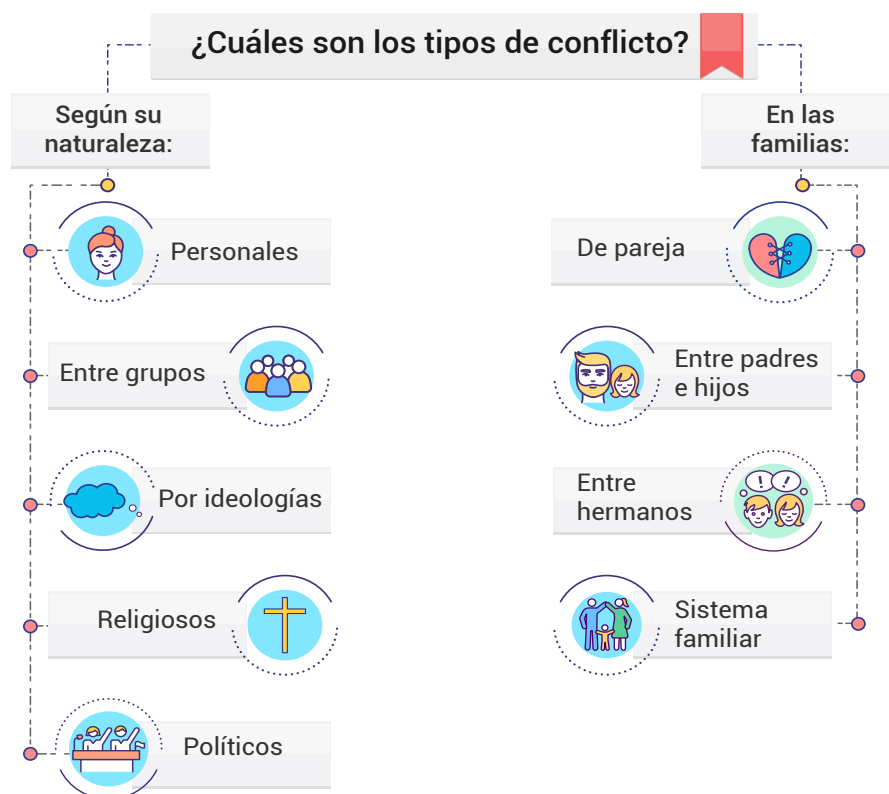 ¿Cuáles son los tipos de conflicto?
Según su
naturaleza:
Personales
Entre grupos
Por ideologías
Religiosos
Políticos
En las
familias:
De pareja
Entre padres
e hijos
Entre
hermanos
! !
Sistema
familiar